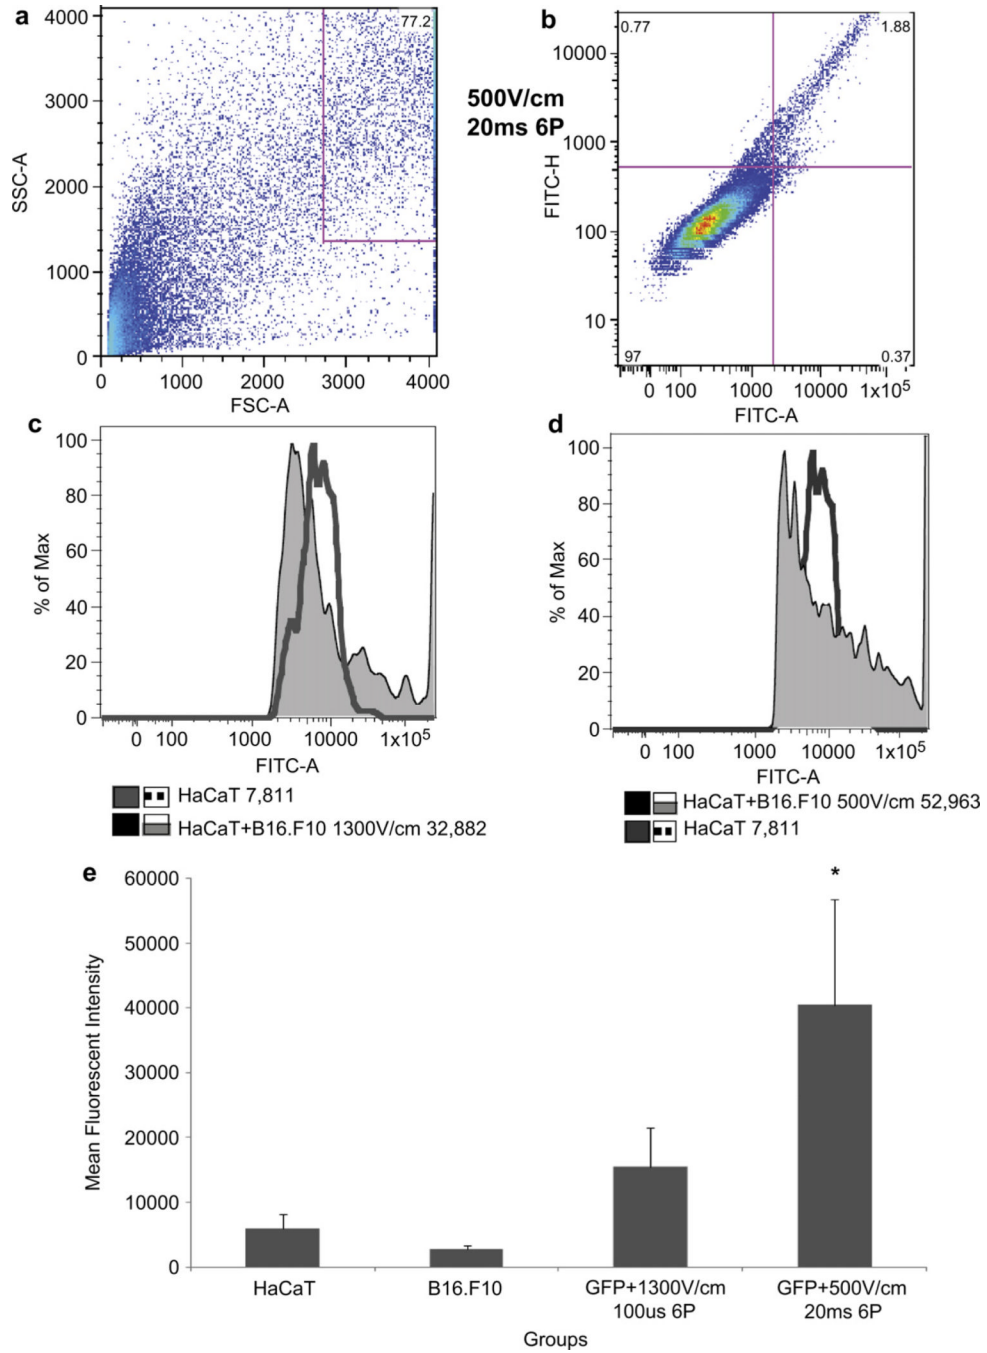 a
77.2
SSC-A
4000
3000
2000
1000
0
0 1000 2000 3000 4000
FSC-A
500V/cm
20ms 6P
b
0.77
1.88
FITC-H
10000
1000
100
10
97
0.37
0 100 1000 10000 1x10⁵
FITC-A
c
% of Max
100
80
60
40
20
0
0 100 1000 10000 1x10⁵
FITC-A
HaCaT 7,811
HaCaT+B16.F10 1300V/cm 32,882
d
% of Max
100
80
60
40
20
0
0 100 1000 10000 1x10⁵
FITC-A
HaCaT+B16.F10 500V/cm 52,963
HaCaT 7,811
e
Mean Fluorescent Intensity
60000
50000
40000
30000
20000
10000
0
*
HaCaT
B16.F10
GFP+1300V/cm
100us 6P
GFP+500V/cm
20ms 6P
Groups